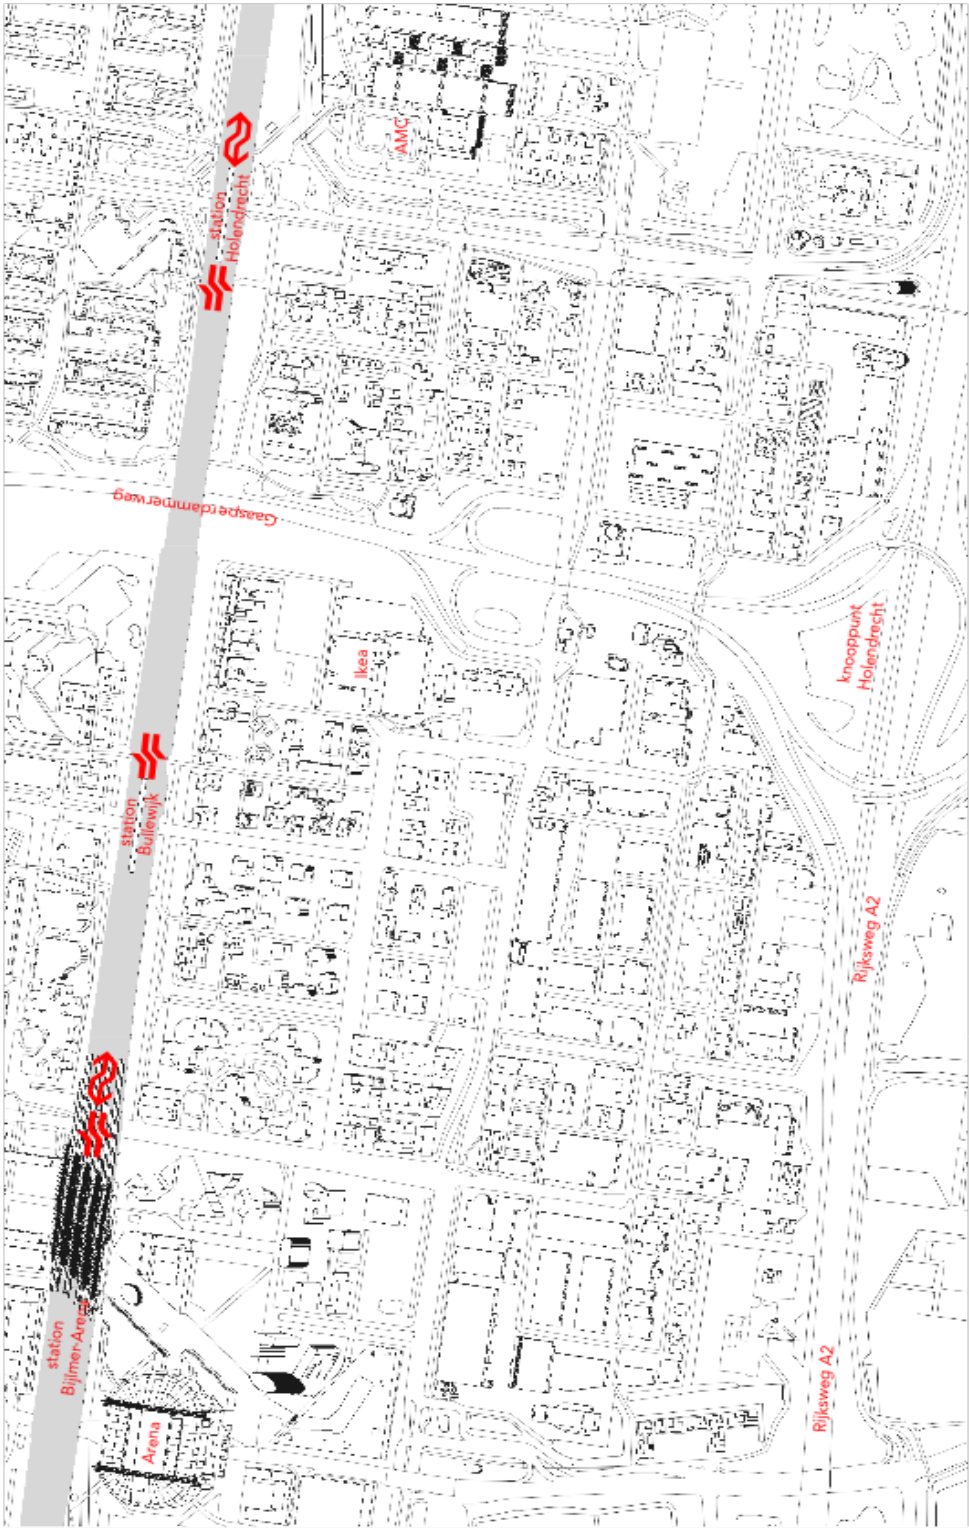 AMC
station
Holendrecht
Gaasperdammerweg
Ikea
knooppunt
Holendrecht
station
Bullewijk
Rijksweg A2
station
Bijlmer-Arena
Rijksweg A2
Arena